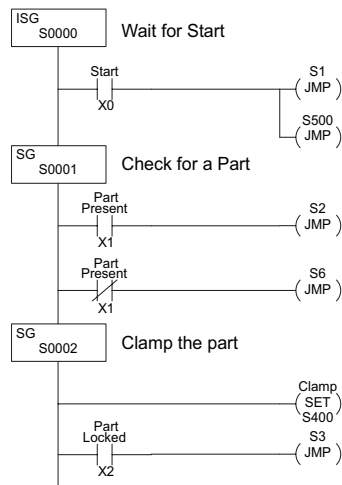 ISG
S0000
Wait for Start
Start
X0
S1
JMP
S500
JMP
SG
S0001
Check for a Part
Part
Present
X1
S2
JMP
Part
Present
X1
S6
JMP
SG
S0002
Clamp the part
Clamp
SET
S400
Part
Locked
X2
S3
JMP